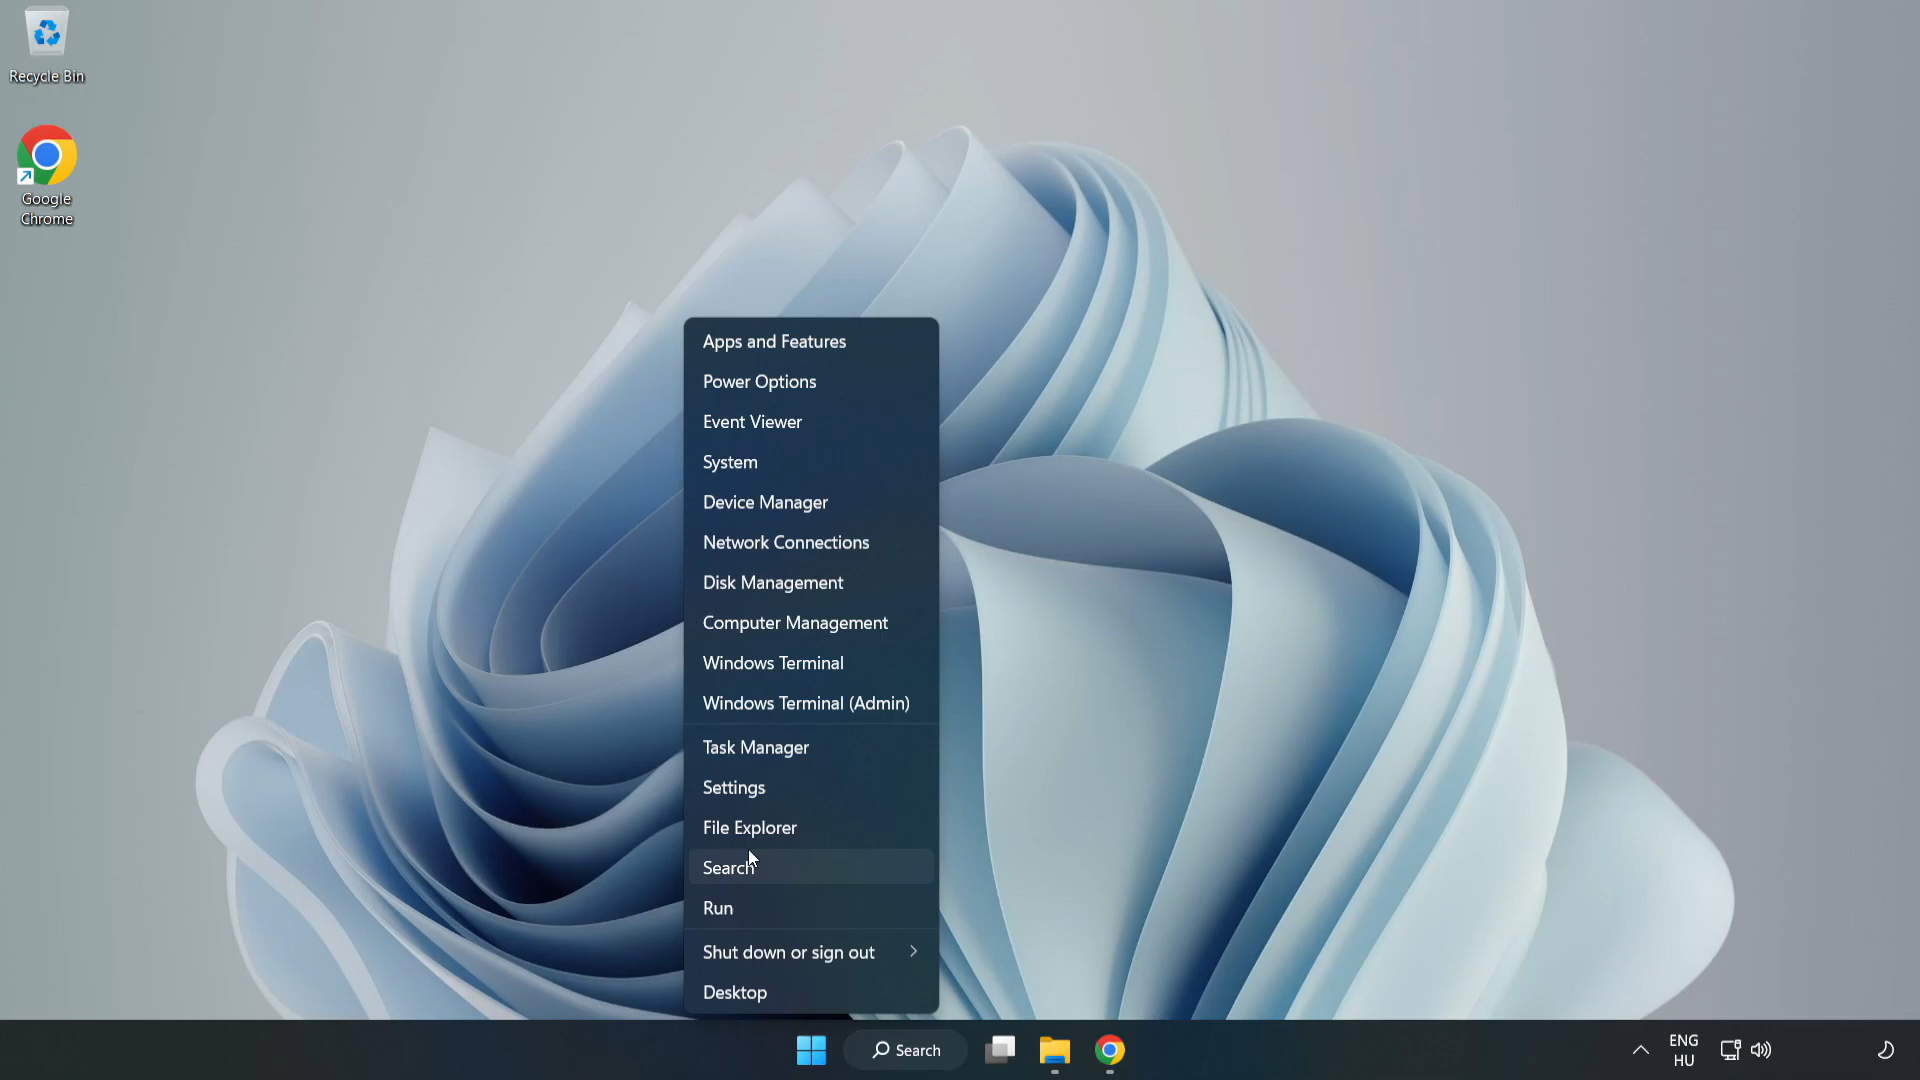 Recycle Bin
Google
Chrome
Apps and Features
Power Options
Event Viewer
System
Device Manager
Network Connections
Disk Management
Computer Management
Windows Terminal
Windows Terminal (Admin)
Task Manager
Settings
File Explorer
Search
Run
Shut down or sign out
Desktop
Search
ENG
HU